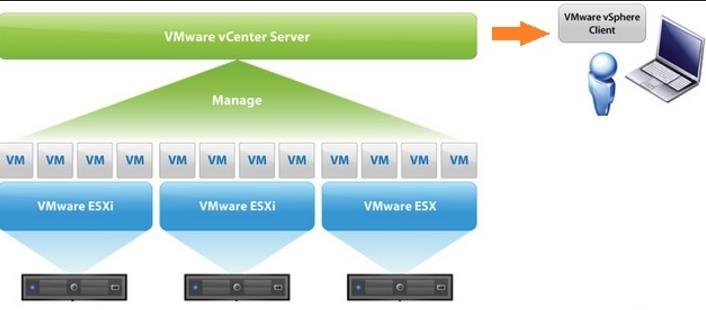 VMware vCenter Server
VMware vSphere
Client
Manage
VM VM VM VM VM VM VM VM VM VM VM VM
VMware ESXi VMware ESXi VMware ESX